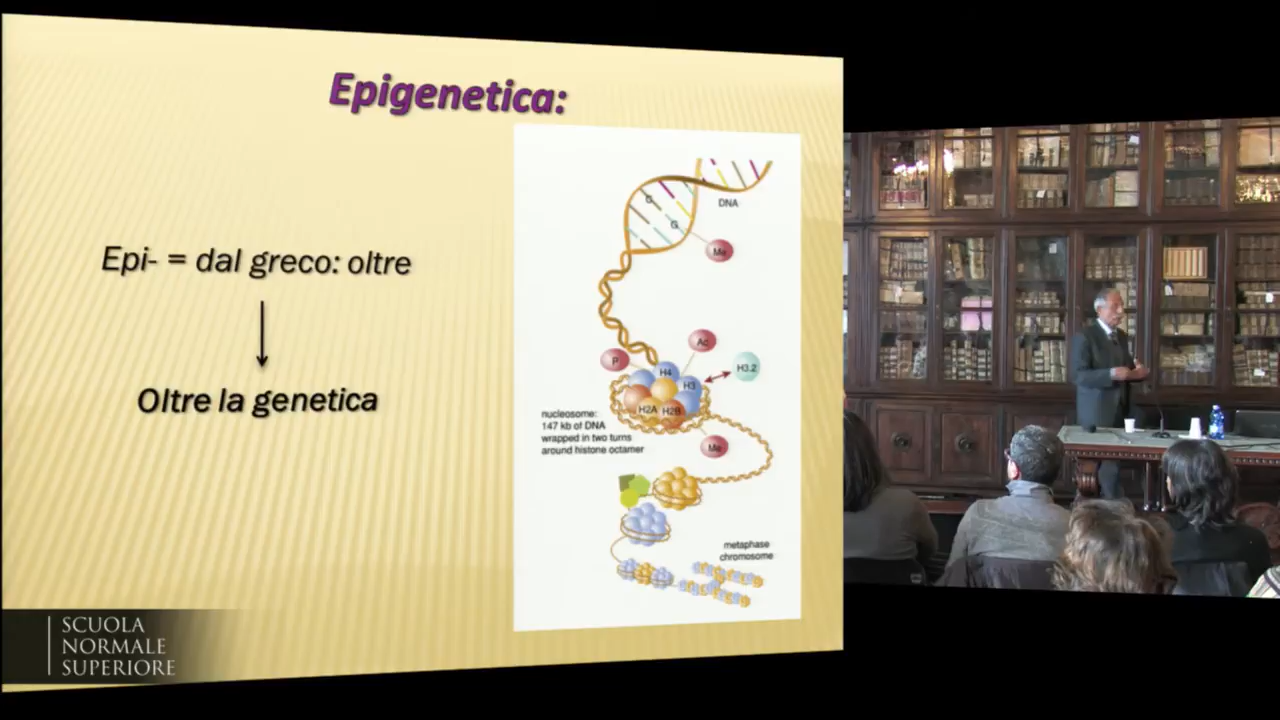 Epigenetica:
Epi- = dal greco: oltre
Oltre la genetica
C
G
DNA
Me
P
Ac
H4
H3
H3.2
H2A
H2B
nucleosome:
147 kb of DNA
wrapped in two turns
around histone octamer
Me
metaphase
chromosome
SCUOLA
NORMALE
SUPERIORE